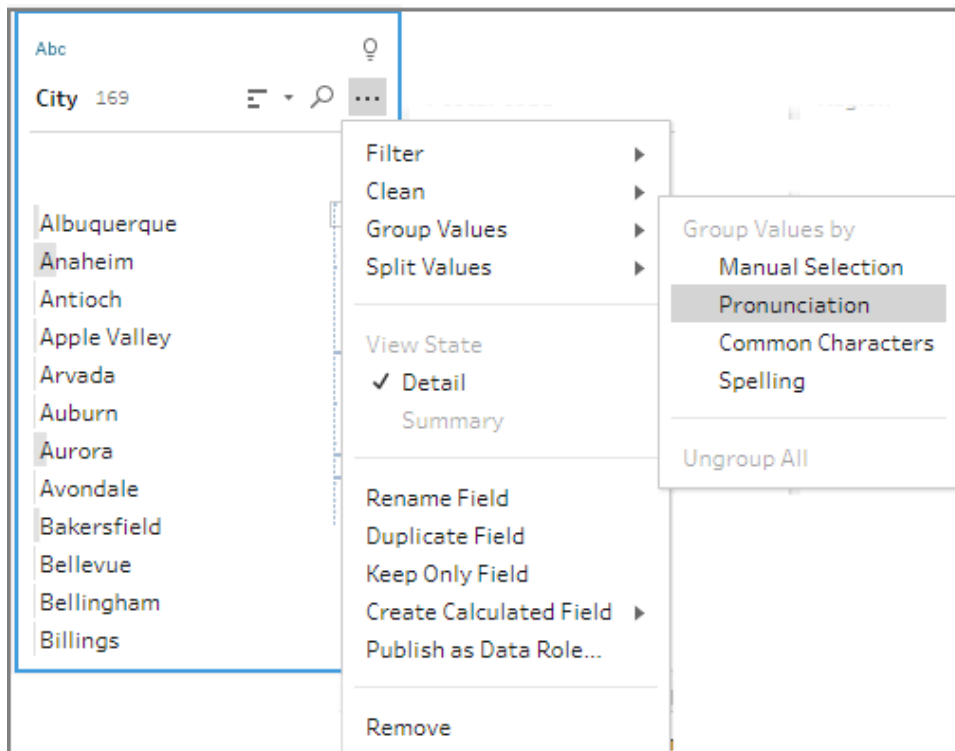 Abc
City 169
Albuquerque
Anaheim
Antioch
Apple Valley
Arvada
Auburn
Aurora
Avondale
Bakersfield
Bellevue
Bellingham
Billings
Filter
Clean
Group Values
Split Values
View State
✓ Detail
Summary
Rename Field
Duplicate Field
Keep Only Field
Create Calculated Field
Publish as Data Role...
Remove
Group Values by
Manual Selection
Pronunciation
Common Characters
Spelling
Ungroup All